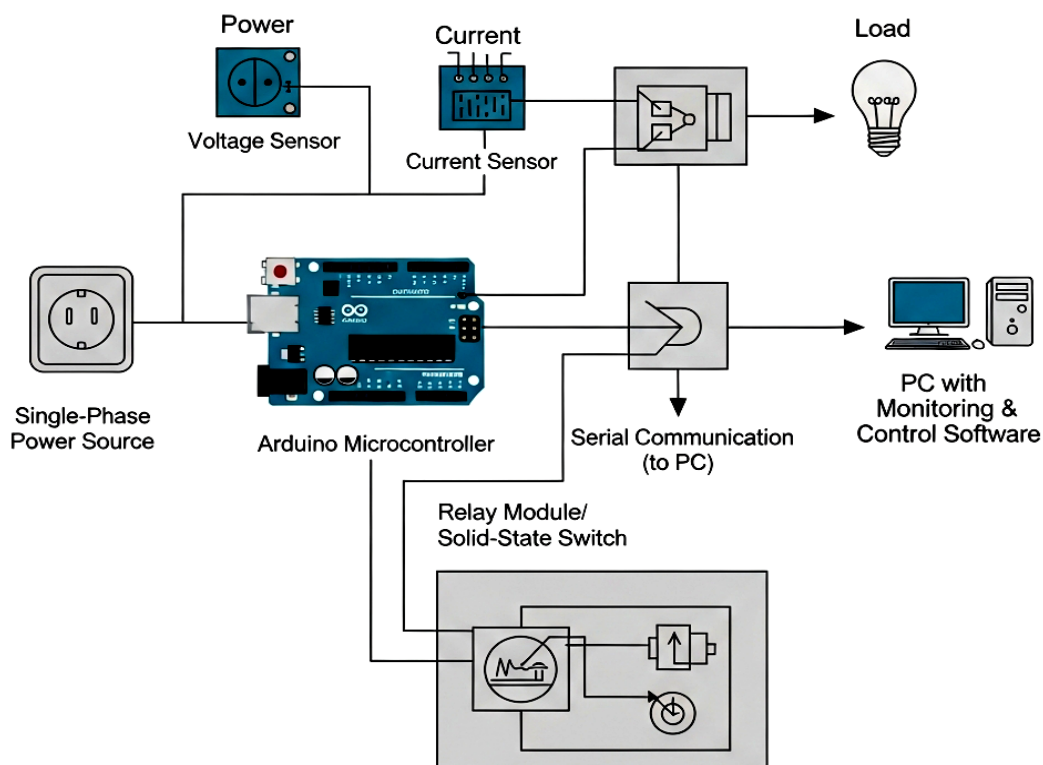 Power
Current
Load
Voltage Sensor
Current Sensor
Single-Phase
Power Source
Arduino Microcontroller
Serial Communication
(to PC)
PC with
Monitoring &
Control Software
Relay Module/
Solid-State Switch